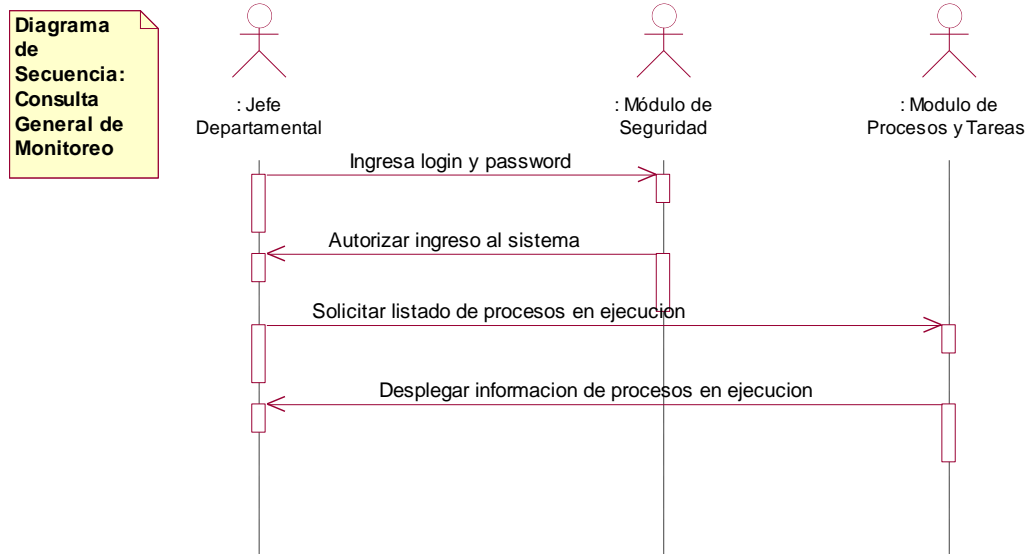 Diagrama
de
Secuencia:
Consulta
General de
Monitoreo
: Jefe
Departamental
: Módulo de
Seguridad
: Modulo de
Procesos y Tareas
Ingresa login y password
Autorizar ingreso al sistema
Solicitar listado de procesos en ejecucion
Desplegar informacion de procesos en ejecucion